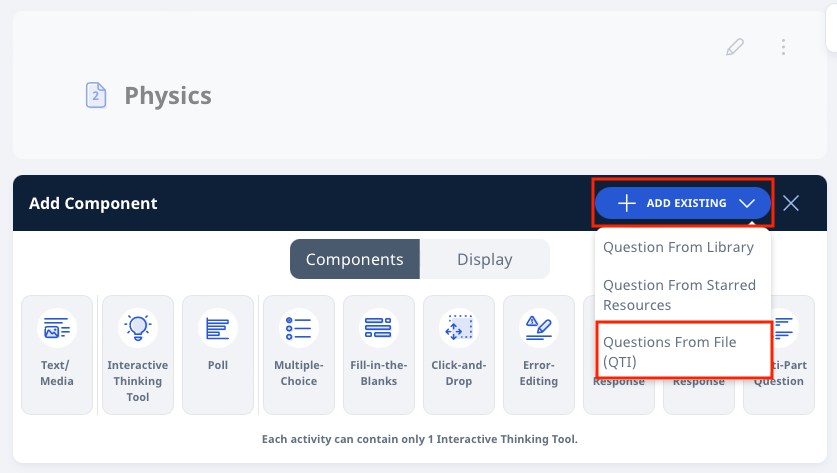 2
Physics
Add Component
ADD EXISTING
Question From Library
Question From Starred
Resources
Questions From File
(QTI)
Components
Display
Text/
Media
Interactive
Thinking
Tool
Poll
Multiple-
Choice
Fill-in-the-
Blanks
Click-and-
Drop
Error-
Editing
Response
Response
ti-Part
Question
Each activity can contain only 1 Interactive Thinking Tool.